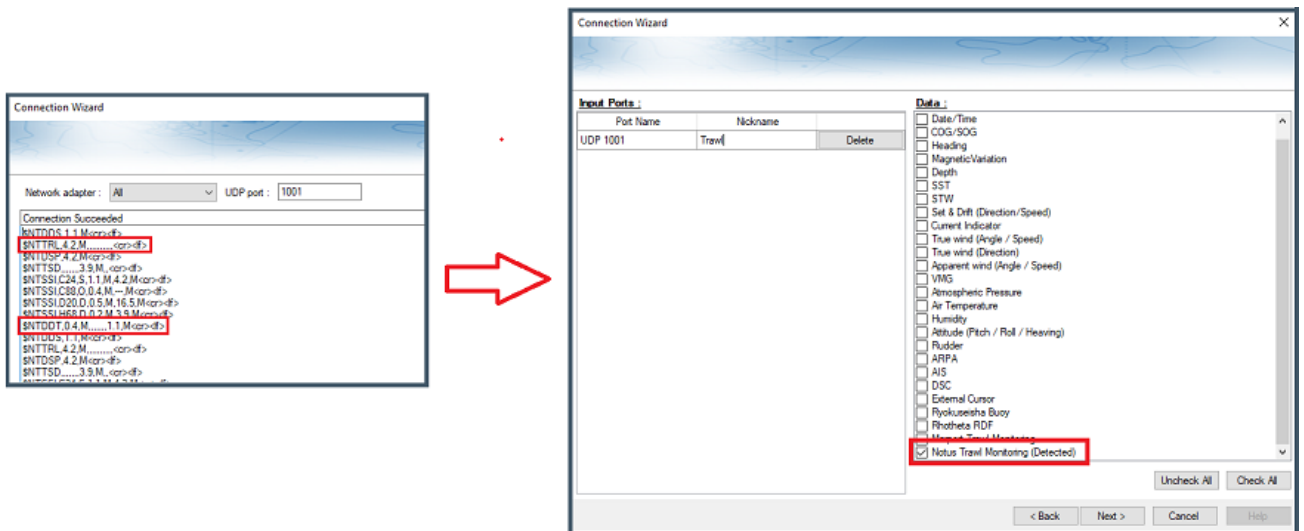 Connection Wizard
Network adapter : All UDP port : 1001
Connection Succeeded
$NTDDS,1.1,M<cr><lf>
$NTTRL,4.2,M,,,,,,,,,<cr><lf>
$NTDSP,4.2,M<cr><lf>
$NTTSD,,,,,,3.9,M,,<cr><lf>
$NTSSI,C24,S,1.1,M,4.2,M<cr><lf>
$NTSSI,C88,O,0.4,M,---,M<cr><lf>
$NTSSI,D20,D,0.5,M,16.5,M<cr><lf>
$NTSSI,H68,D,0.2,M,3.9,M<cr><lf>
$NTDDT,0.4,M,,,,,,1.1,M<cr><lf>
$NTDDS,1.1,M<cr><lf>
$NTTRL,4.2,M,,,,,,,,,<cr><lf>
$NTDSP,4.2,M<cr><lf>
$NTTSD,,,,,,3.9,M,,<cr><lf>
Connection Wizard
Input Ports :
Port Name Nickname
UDP 1001 Trawl Delete
Data :
Date/Time
COG/SOG
Heading
MagneticVariation
Depth
SST
STW
Set & Drift (Direction/Speed)
Current Indicator
True wind (Angle / Speed)
True wind (Direction)
Apparent wind (Angle / Speed)
VMG
Atmospheric Pressure
Air Temperature
Humidity
Attitude (Pitch / Roll / Heaving)
Rudder
ARPA
AIS
DSC
External Cursor
Ryokuseisha Buoy
Rhotheta RDF
Marport Trawl Monitoring
Notus Trawl Monitoring (Detected)
Uncheck All Check All
< Back Next > Cancel Help